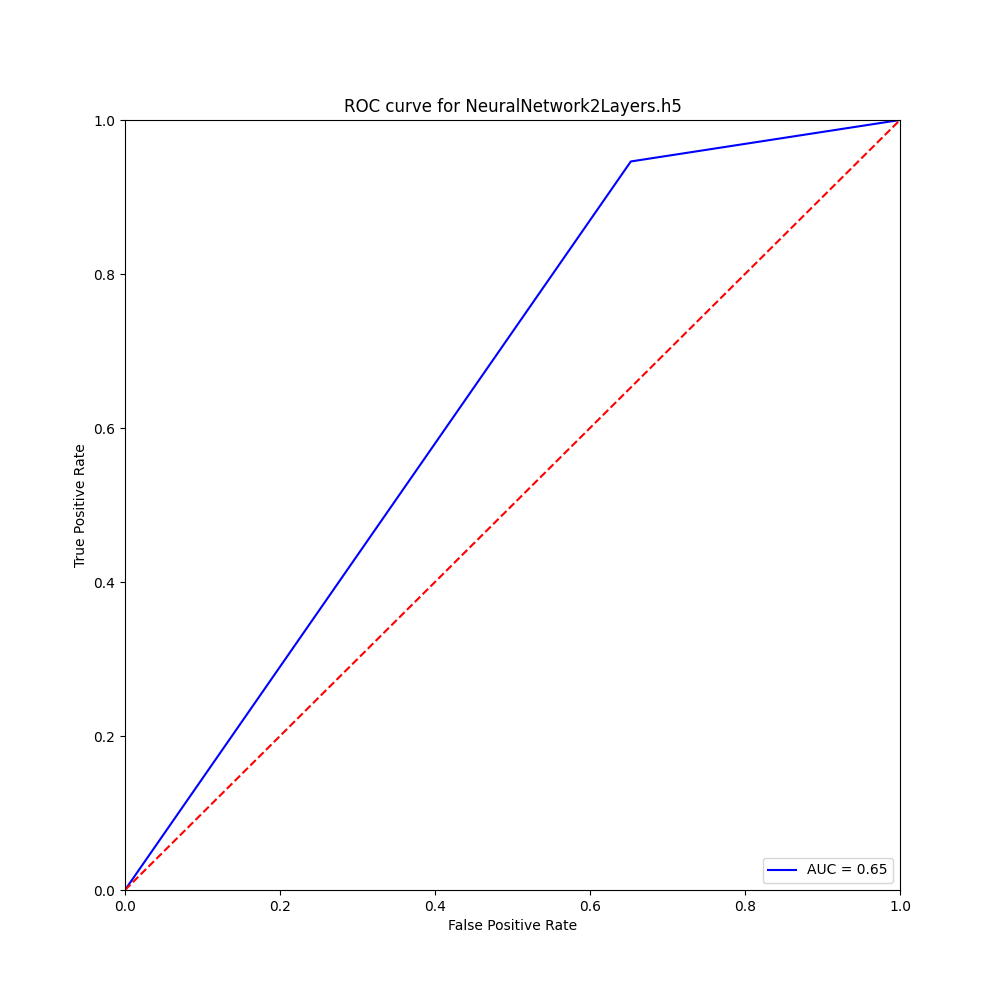 ROC curve for NeuralNetwork2Layers.h5
1.0
0.8
0.6
0.4
0.2
0.0
True Positive Rate
AUC = 0.65
0.0 0.2 0.4 0.6 0.8 1.0
False Positive Rate